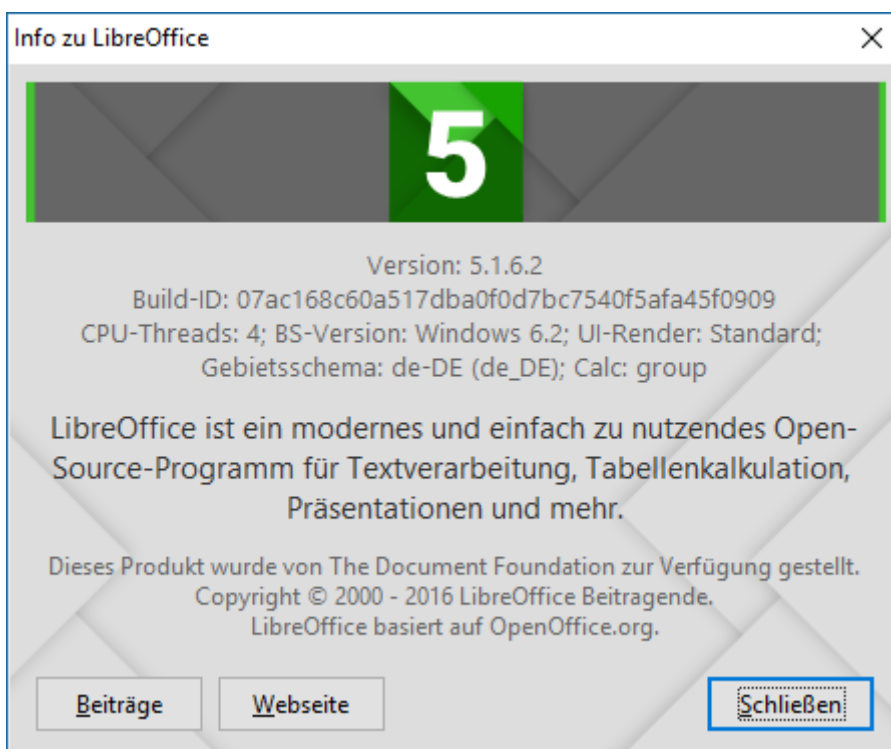 Info zu LibreOffice
5
Version: 5.1.6.2
Build-ID: 07ac168c60a517dba0f0d7bc7540f5afa45f0909
CPU-Threads: 4; BS-Version: Windows 6.2; UI-Render: Standard;
Gebietsschema: de-DE (de_DE); Calc: group
LibreOffice ist ein modernes und einfach zu nutzendes Open-
Source-Programm für Textverarbeitung, Tabellenkalkulation,
Präsentationen und mehr.
Dieses Produkt wurde von The Document Foundation zur Verfügung gestellt.
Copyright © 2000 - 2016 LibreOffice Beitragende.
LibreOffice basiert auf OpenOffice.org.
Beiträge Webseite Schließen